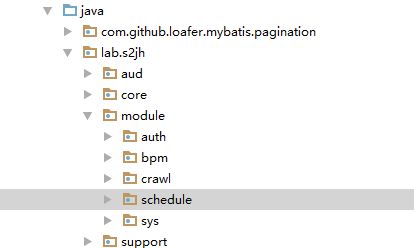 java
com.github.loafer.mybatis.pagination
lab.s2jh
aud
core
module
auth
bpm
crawl
schedule
sys
support